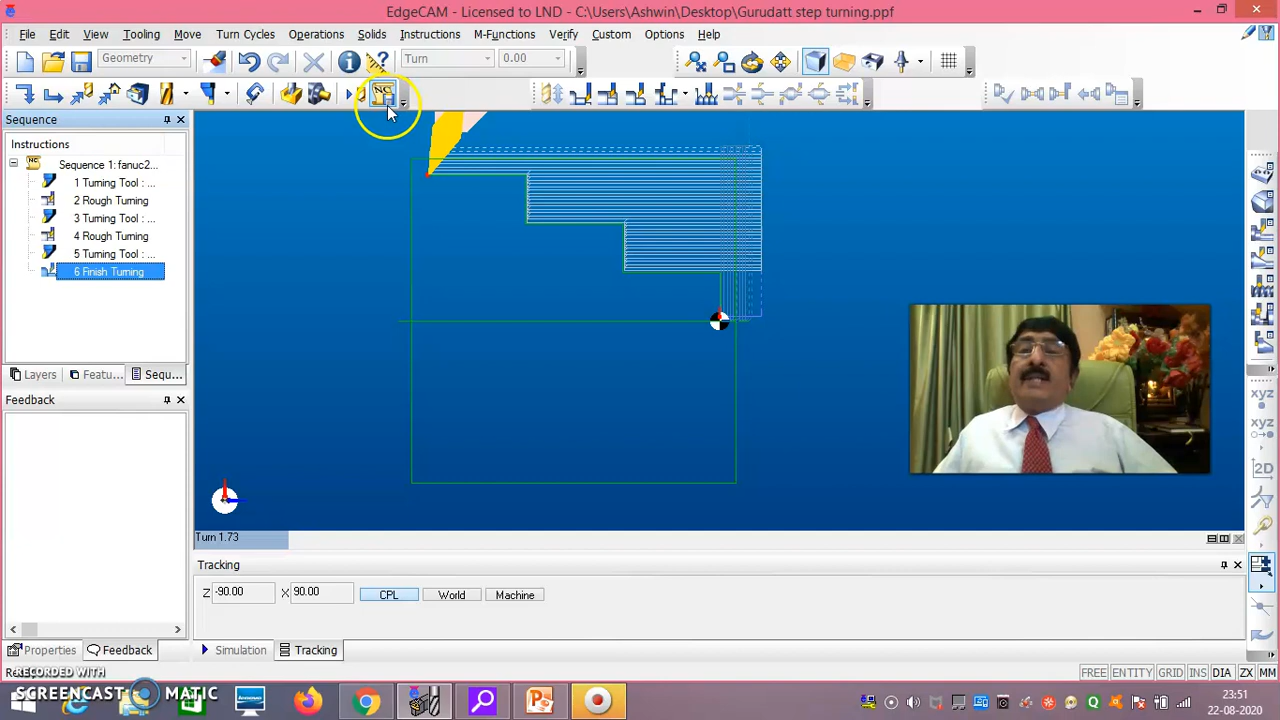 EdgeCAM - Licensed to LND - C:\Users\Ashwin\Desktop\Gurudatt step turning.ppf
File Edit View Tooling Move Turn Cycles Operations Solids Instructions M-Functions Verify Custom Options Help
Geometry Turn 0.00
Sequence
Instructions
Sequence 1: fanuc2...
1 Turning Tool : ...
2 Rough Turning
3 Turning Tool : ...
4 Rough Turning
5 Turning Tool : ...
6 Finish Turning
Layers Featu... Sequ...
Feedback
xyz
xyz
2D
Turn 1.73
Tracking
Z -90.00 X 90.00 CPL World Machine
Properties Feedback Simulation Tracking
RECORDED WITH
FREE ENTITY GRID INS DIA ZX MM
SCREENCAST MATIC
23:51
22-08-2020